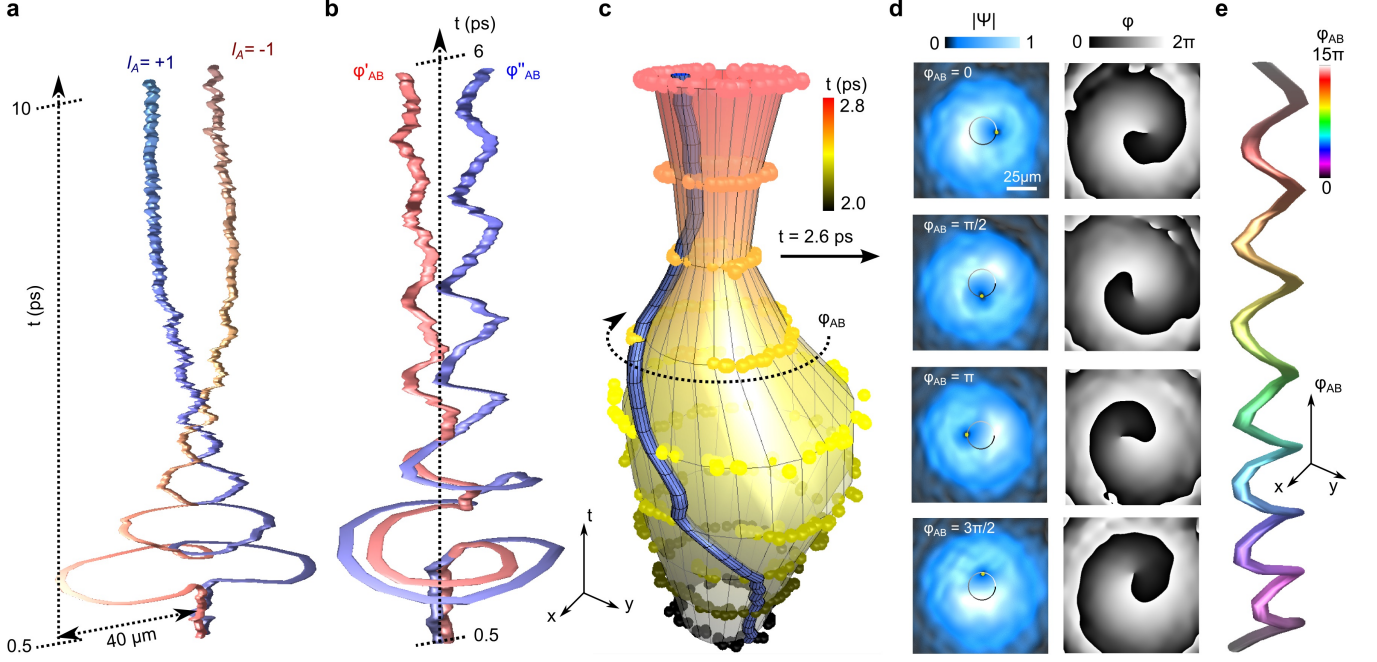 a
l_A = +1
l_A = -1
10
t (ps)
0.5
40 μm
b
t (ps)
6
φ'_AB
φ''_AB
0.5
t
x
y
c
t (ps)
2.8
2.0
t = 2.6 ps
φ_AB
d
|Ψ|
0
1
φ
0
2π
φ_AB = 0
25μm
φ_AB = π/2
φ_AB = π
φ_AB = 3π/2
e
φ_AB
15π
0
φ_AB
x
y